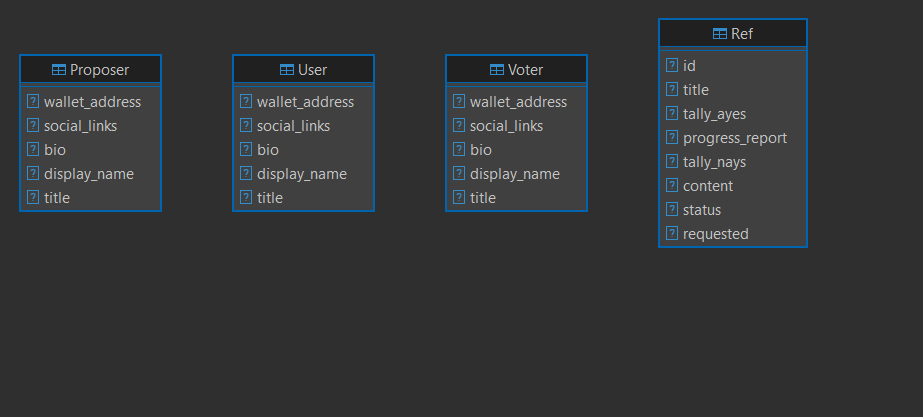 Proposer
wallet_address
social_links
bio
display_name
title
User
wallet_address
social_links
bio
display_name
title
Voter
wallet_address
social_links
bio
display_name
title
Ref
id
title
tally_ayes
progress_report
tally_nays
content
status
requested